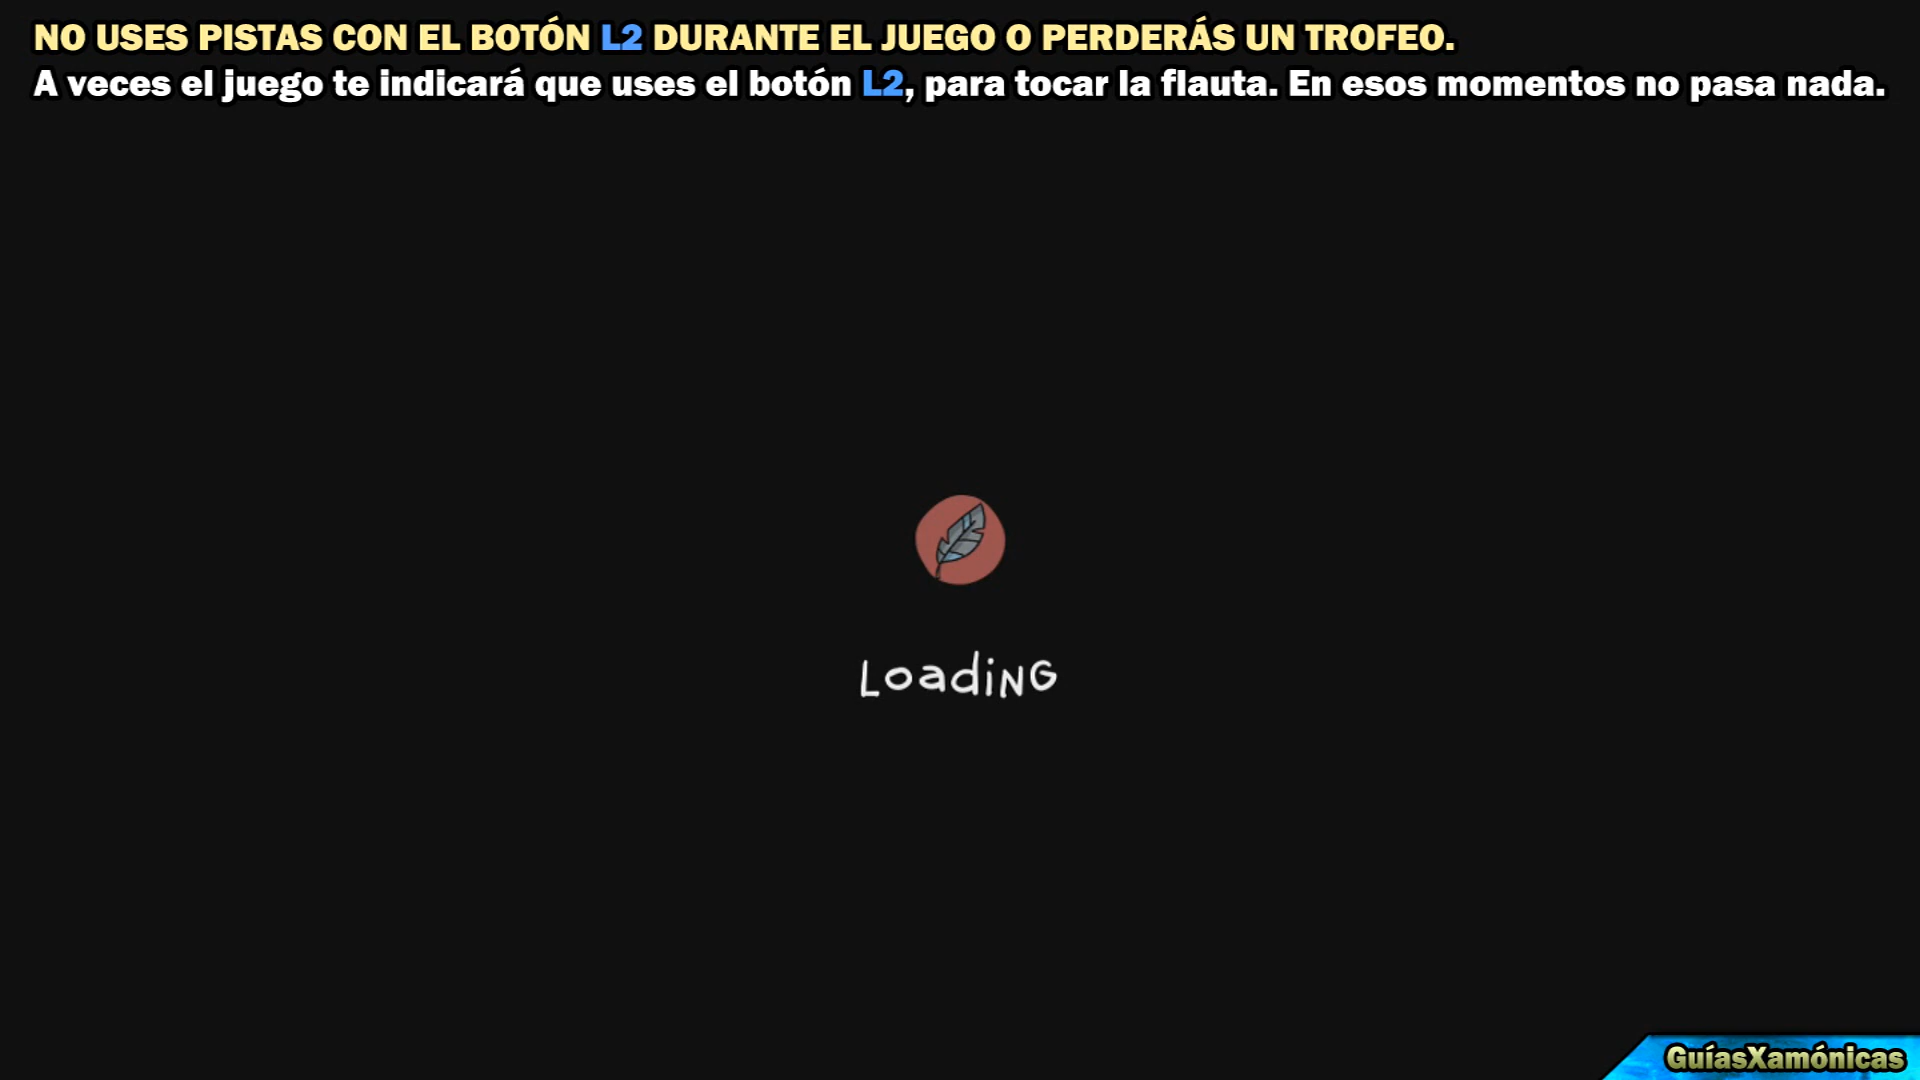 NO USES PISTAS CON EL BOTÓN L2 DURANTE EL JUEGO O PERDERÁS UN TROFEO.
A veces el juego te indicará que uses el botón L2, para tocar la flauta. En esos momentos no pasa nada.
Loading
GuíasXamónicas